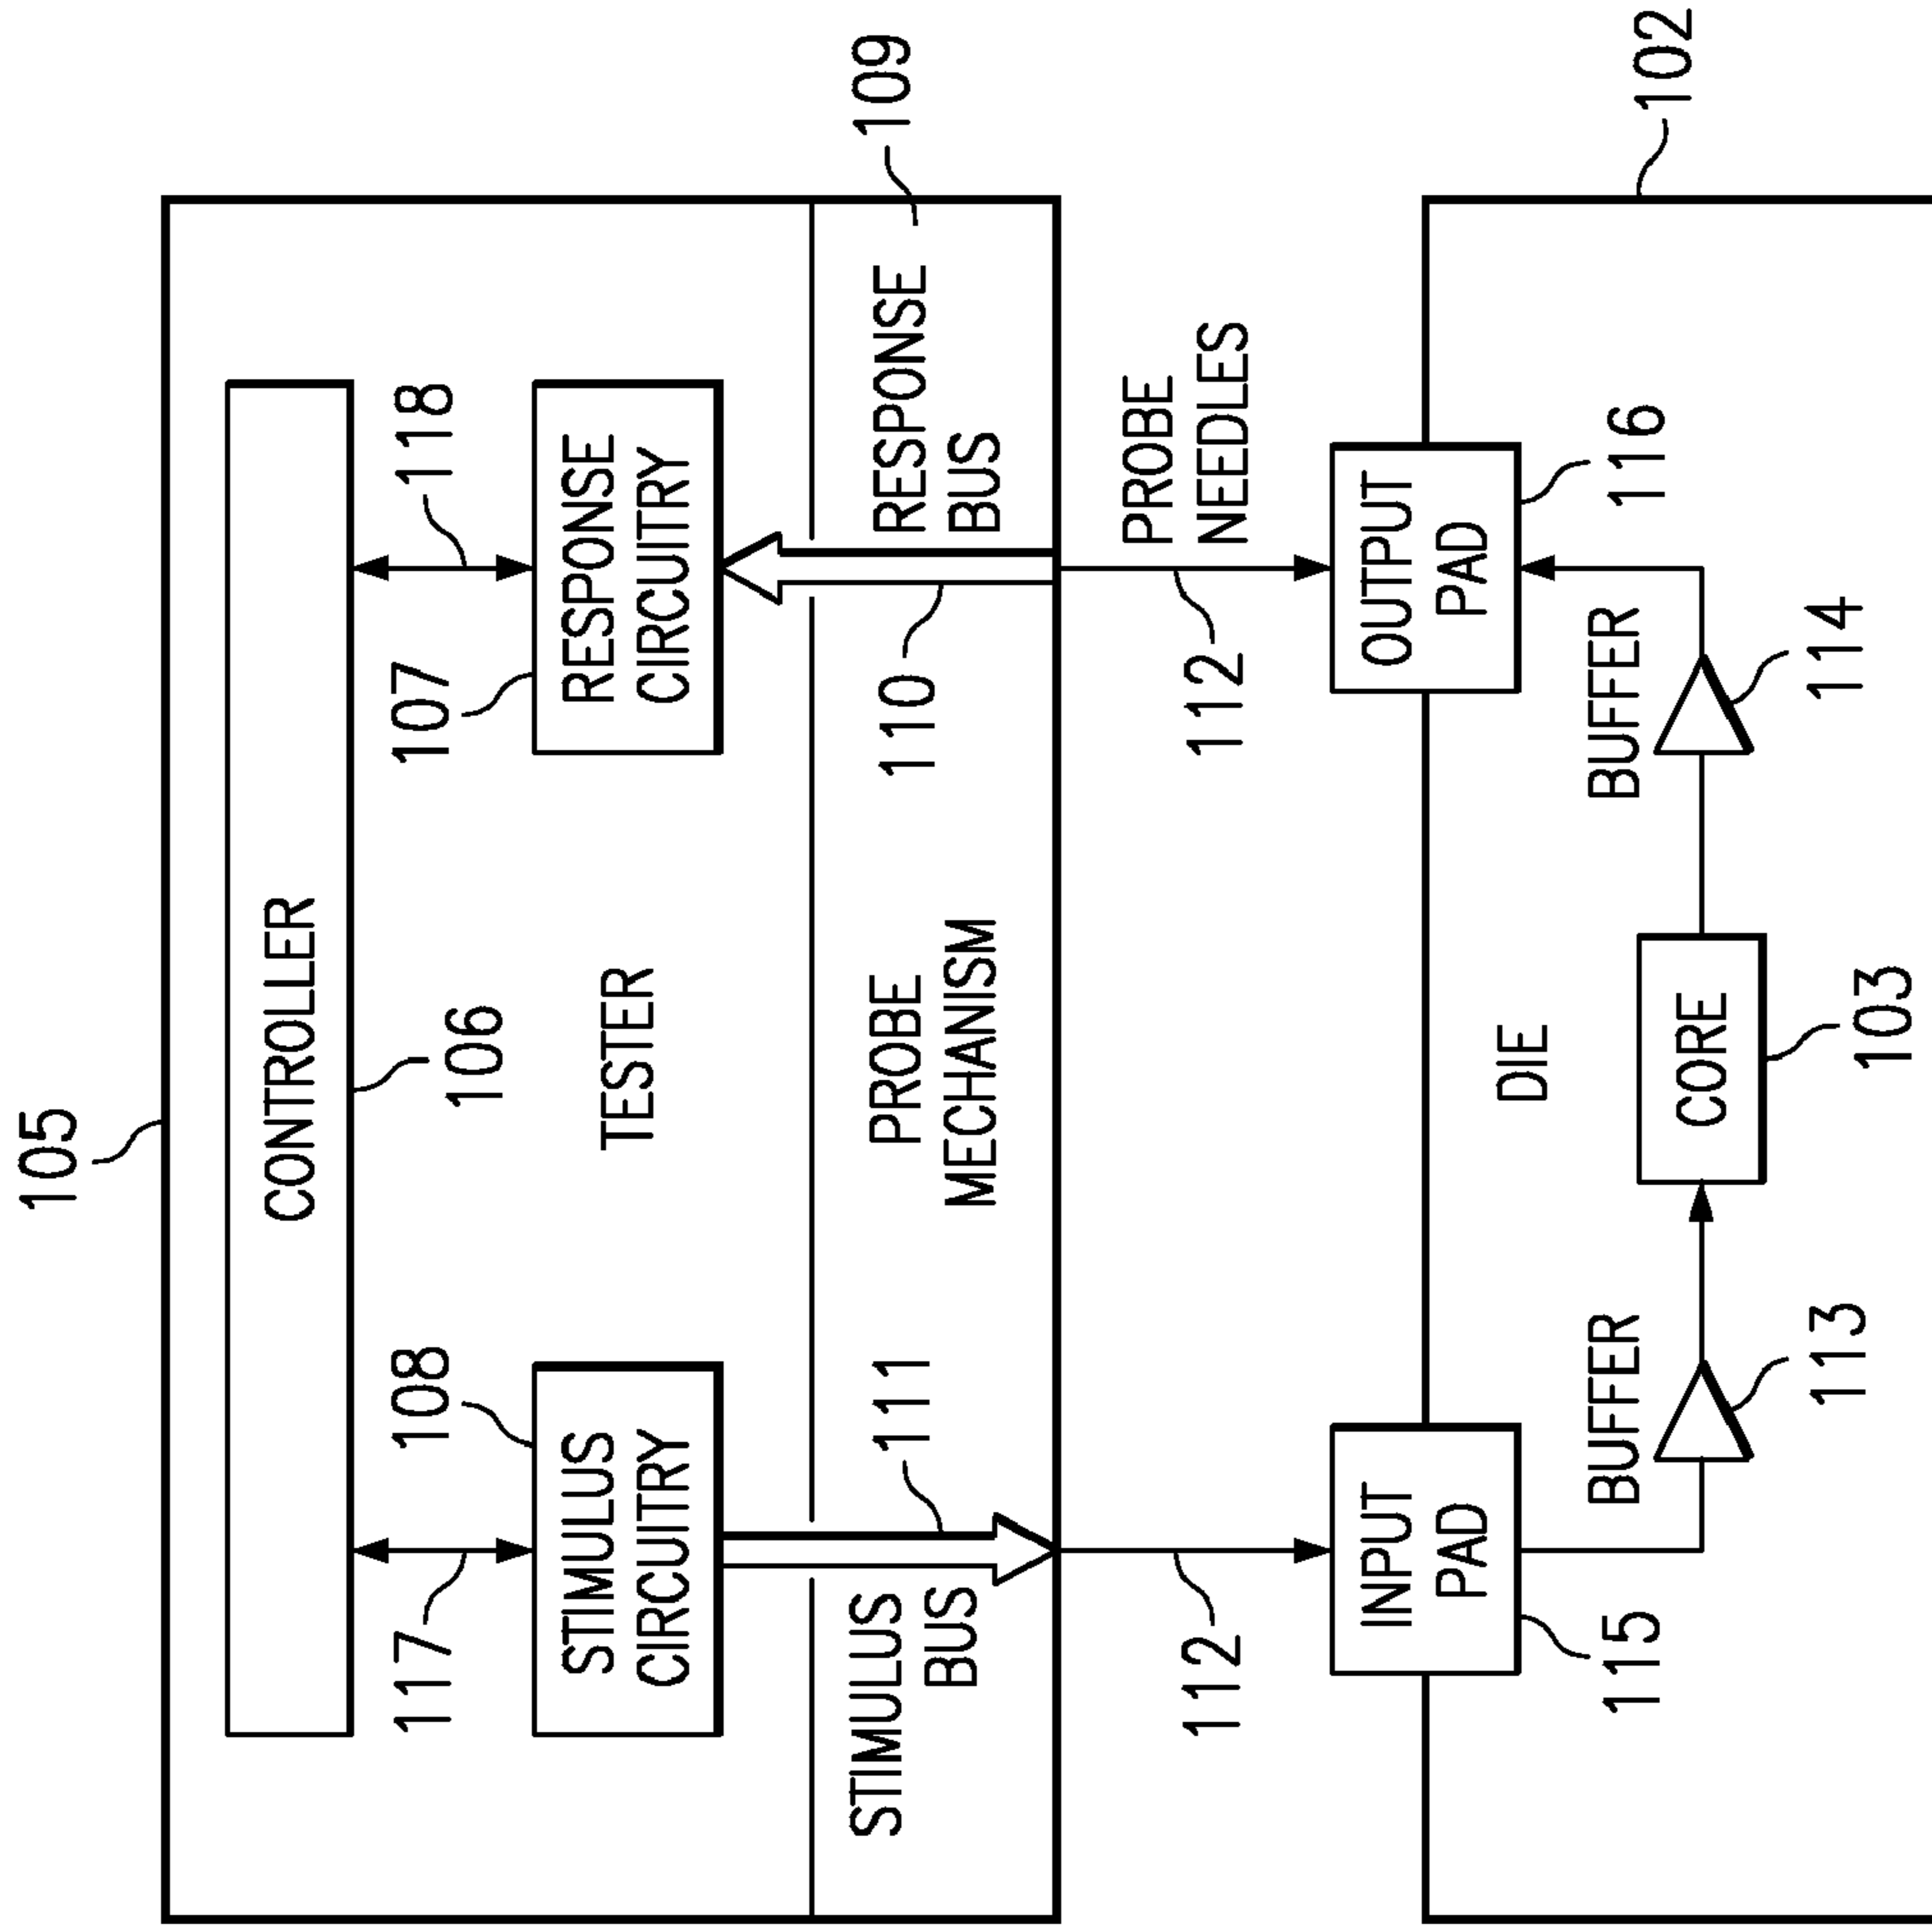 105
CONTROLLER
106
117
118
108
107
STIMULUS
CIRCUITRY
TESTER
RESPONSE
CIRCUITRY
109
STIMULUS
BUS
111
PROBE
MECHANISM
110
RESPONSE
BUS
112
112
PROBE
NEEDLES
INPUT
PAD
115
DIE
OUTPUT
PAD
116
102
BUFFER
113
CORE
103
BUFFER
114